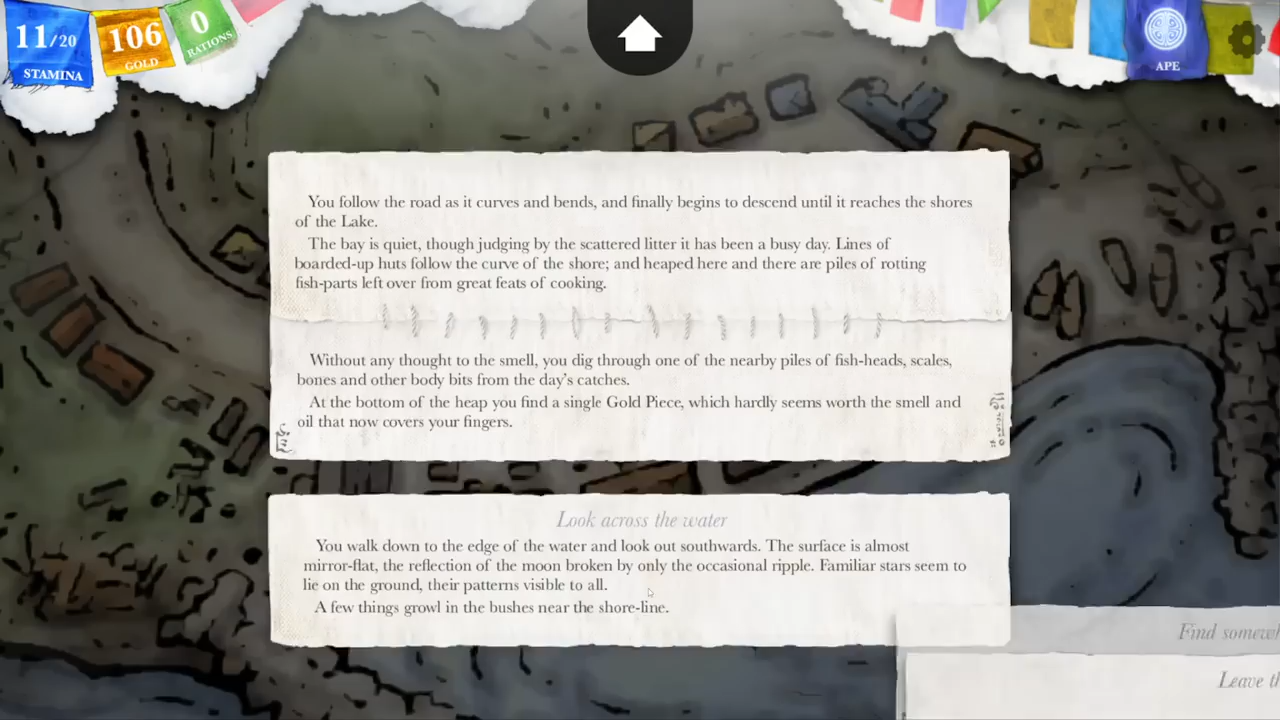 11/20
STAMINA
106
GOLD
0
RATIONS
APE
You follow the road as it curves and bends, and finally begins to descend until it reaches the shores
of the Lake.
The bay is quiet, though judging by the scattered litter it has been a busy day. Lines of
boarded-up huts follow the curve of the shore; and heaped here and there are piles of rotting
fish-parts left over from great feats of cooking.
Without any thought to the smell, you dig through one of the nearby piles of fish-heads, scales,
bones and other body bits from the day's catches.
At the bottom of the heap you find a single Gold Piece, which hardly seems worth the smell and
oil that now covers your fingers.
Look across the water
You walk down to the edge of the water and look out southwards. The surface is almost
mirror-flat, the reflection of the moon broken by only the occasional ripple. Familiar stars seem to
lie on the ground, their patterns visible to all.
A few things growl in the bushes near the shore-line.
Find
Leave